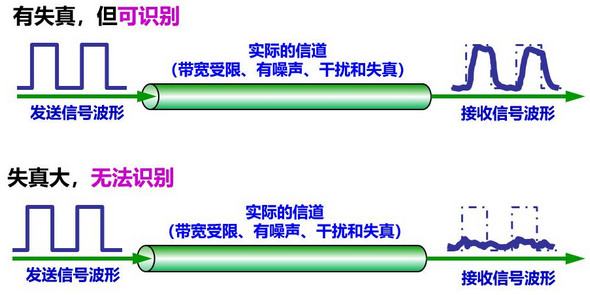 有失真，但可识别
实际的信道
（带宽受限、有噪声、干扰和失真）
发送信号波形
接收信号波形
失真大，无法识别
实际的信道
（带宽受限、有噪声、干扰和失真）
发送信号波形
接收信号波形